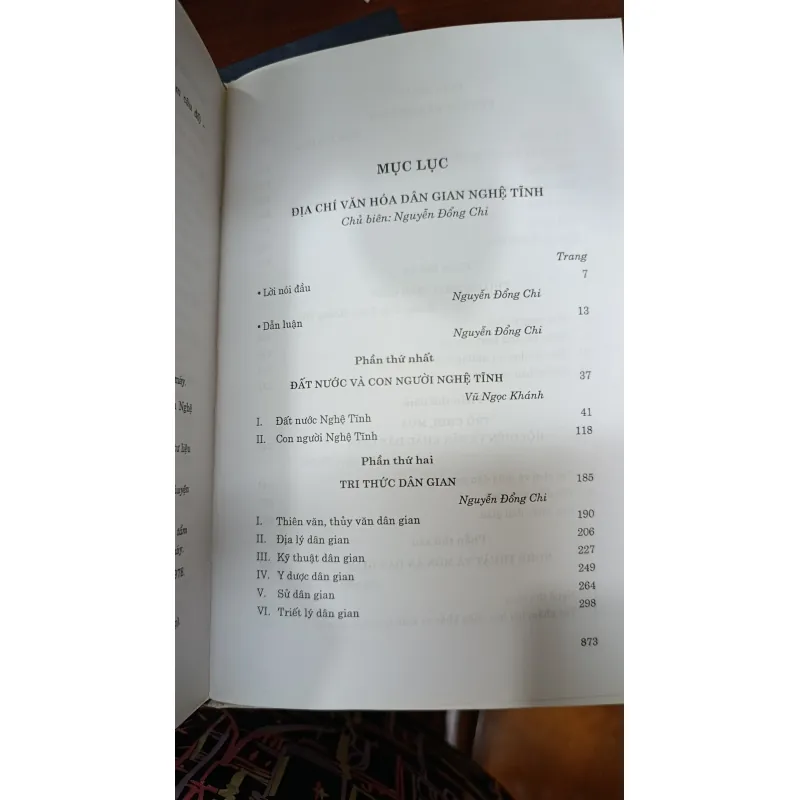 MỤC LỤC
ĐỊA CHÍ VĂN HÓA DÂN GIAN NGHỆ TĨNH
Chủ biên: Nguyễn Đổng Chi
Trang
• Lời nói đầu 7
Nguyễn Đổng Chi
• Dẫn luận 13
Nguyễn Đổng Chi
Phần thứ nhất
ĐẤT NƯỚC VÀ CON NGƯỜI NGHỆ TĨNH 37
Vũ Ngọc Khánh
I. Đất nước Nghệ Tĩnh 41
II. Con người Nghệ Tĩnh 118
Phần thứ hai
TRI THỨC DÂN GIAN 185
Nguyễn Đổng Chi
I. Thiên văn, thủy văn dân gian 190
II. Địa lý dân gian 206
III. Kỹ thuật dân gian 227
IV. Y dược dân gian 249
V. Sử dân gian 264
VI. Triết lý dân gian 298
873